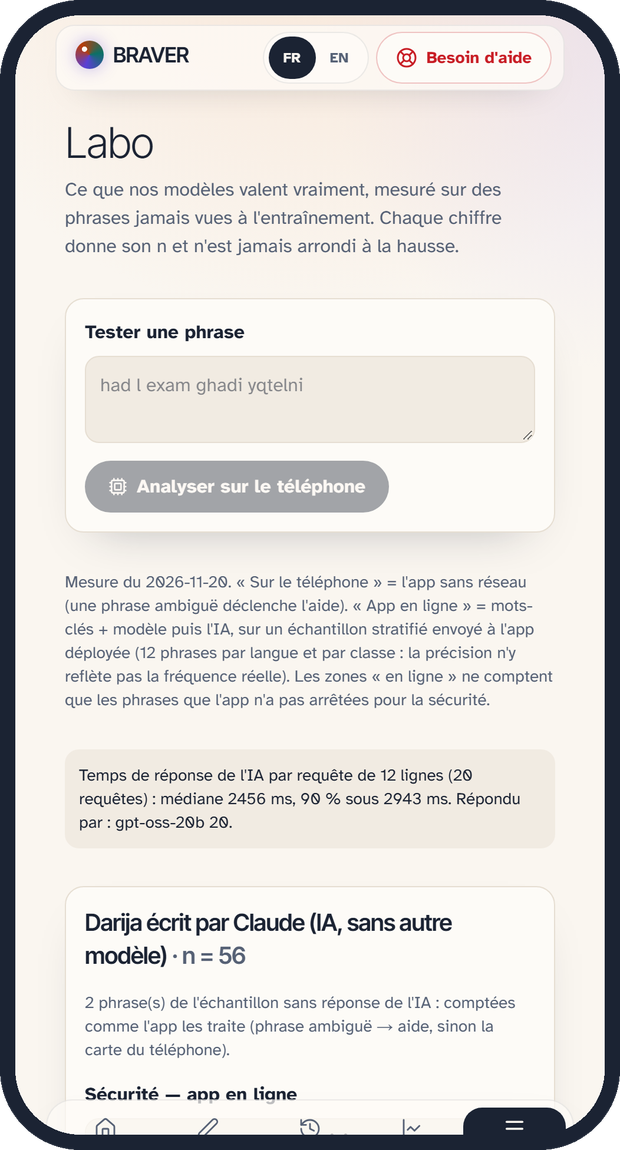 BRAVER
FR
EN
Besoin d'aide
Labo
Ce que nos modèles valent vraiment, mesuré sur des
phrases jamais vues à l'entraînement. Chaque chiffre
donne son n et n'est jamais arrondi à la hausse.
Tester une phrase
had l exam ghadi yqtelni
Analyser sur le téléphone
Mesure du 2026-11-20. « Sur le téléphone » = l'app sans réseau
(une phrase ambiguë déclenche l'aide). « App en ligne » = mots-
clés + modèle puis l'IA, sur un échantillon stratifié envoyé à l'app
déployée (12 phrases par langue et par classe : la précision n'y
reflète pas la fréquence réelle). Les zones « en ligne » ne comptent
que les phrases que l'app n'a pas arrêtées pour la sécurité.
Temps de réponse de l'IA par requête de 12 lignes (20
requêtes) : médiane 2456 ms, 90 % sous 2943 ms. Répondu
par : gpt-oss-20b 20.
Darija écrit par Claude (IA, sans autre
modèle) · n = 56
2 phrase(s) de l'échantillon sans réponse de l'IA : comptées
comme l'app les traite (phrase ambiguë → aide, sinon la
carte du téléphone).
Sécurité — app en ligne